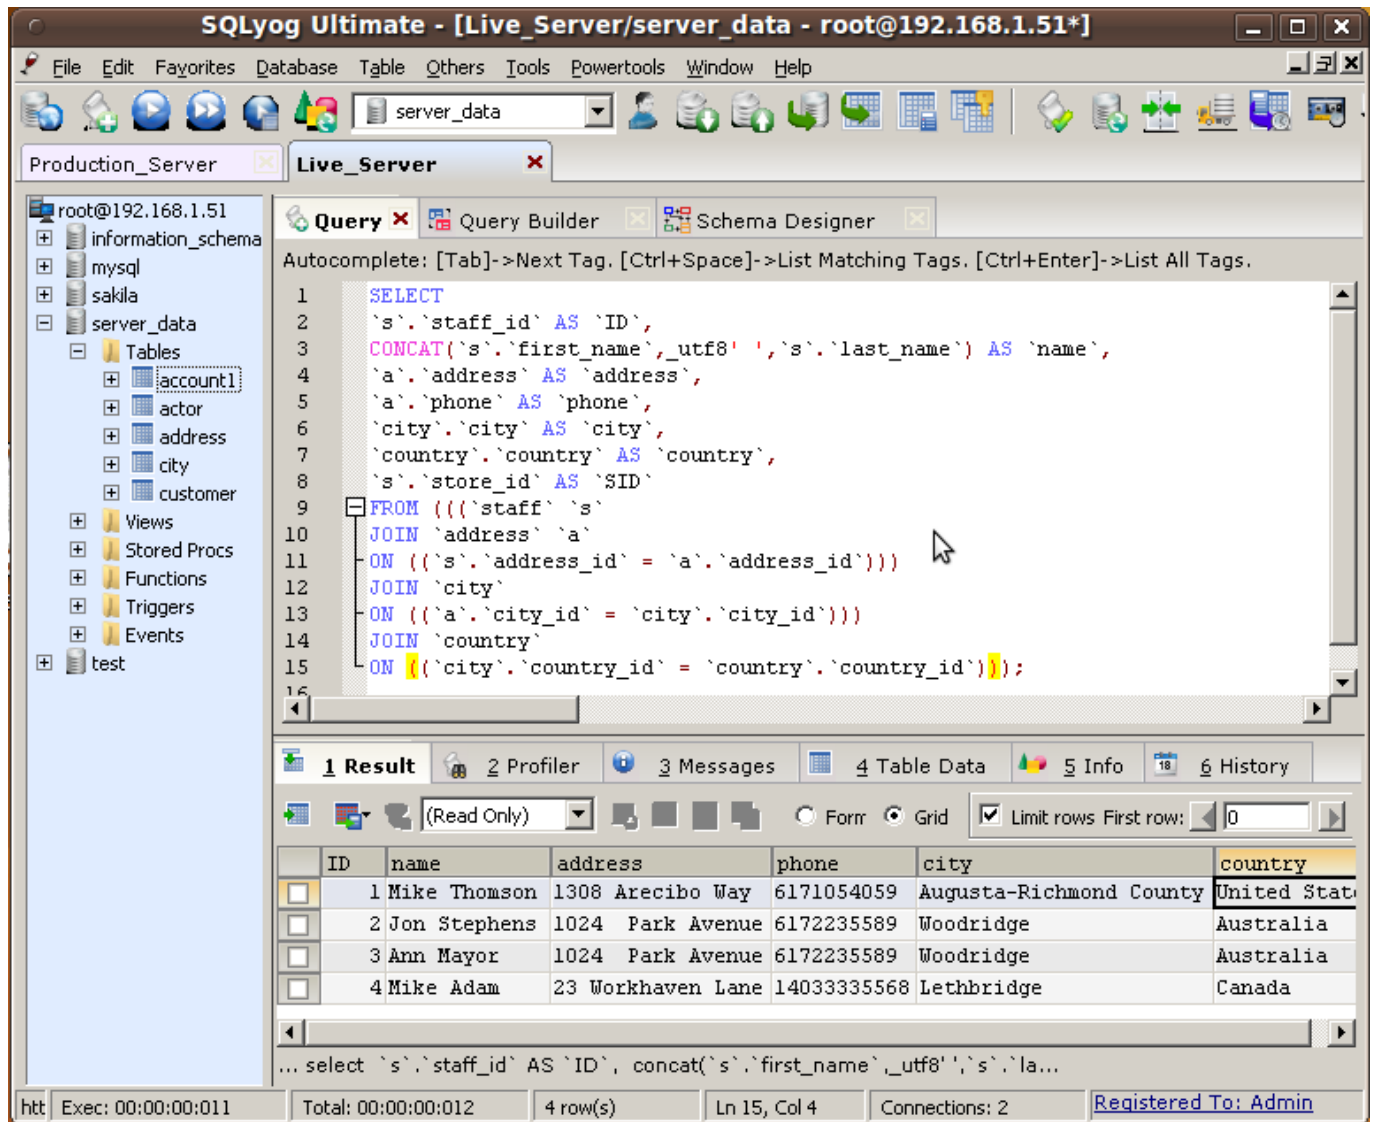 SQLyog Ultimate - [Live_Server/server_data - root@192.168.1.51*]
File Edit Favorites Database Table Others Tools Powertools Window Help
server_data
Production_Server Live_Server
root@192.168.1.51
information_schema
mysql
sakila
server_data
Tables
account1
actor
address
city
customer
Views
Stored Procs
Functions
Triggers
Events
test
Query Query Builder Schema Designer
Autocomplete: [Tab]->Next Tag. [Ctrl+Space]->List Matching Tags. [Ctrl+Enter]->List All Tags.
1 SELECT
2 `s`.`staff_id` AS `ID`,
3 CONCAT(`s`.`first_name`,_utf8' ',`s`.`last_name`) AS `name`,
4 `a`.`address` AS `address`,
5 `a`.`phone` AS `phone`,
6 `city`.`city` AS `city`,
7 `country`.`country` AS `country`,
8 `s`.`store_id` AS `SID`
9 FROM (((`staff` `s`
10 JOIN `address` `a`
11 ON ((`s`.`address_id` = `a`.`address_id`)))
12 JOIN `city`
13 ON ((`a`.`city_id` = `city`.`city_id`)))
14 JOIN `country`
15 ON ((`city`.`country_id` = `country`.`country_id`)));
16
1 Result 2 Profiler 3 Messages 4 Table Data 5 Info 18 6 History
(Read Only) Form Grid Limit rows First row: 0
ID name address phone city country
1 Mike Thomson 1308 Arecibo Way 6171054059 Augusta-Richmond County United State
2 Jon Stephens 1024  Park Avenue 6172235589 Woodridge Australia
3 Ann Mayor 1024  Park Avenue 6172235589 Woodridge Australia
4 Mike Adam 23 Workhaven Lane 14033335568 Lethbridge Canada
... select  `s`.`staff_id` AS `ID`, concat(`s`.`first_name`,_utf8' ',`s`.`la...
htt Exec: 00:00:00:011 Total: 00:00:00:012 4 row(s) Ln 15, Col 4 Connections: 2 Registered To: Admin